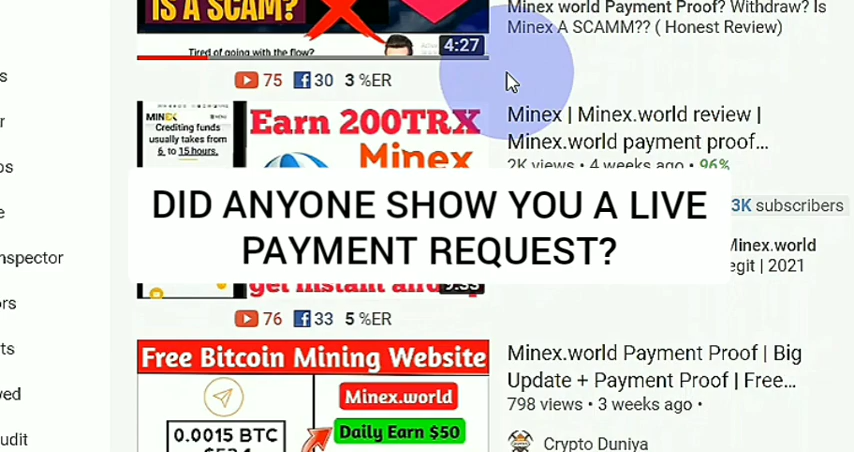 IS A SCAM?
Tired of going with the flow?
4:27
75 30 3 %ER
Minex world Payment Proof? Withdraw? Is
Minex A SCAMM?? ( Honest Review)
MINEX
Crediting funds
usually takes from
6 to 15 hours.
Earn 200TRX
Minex
Minex | Minex.world review |
Minex.world payment proof...
2K views • 4 weeks ago • 96%
DID ANYONE SHOW YOU A LIVE
PAYMENT REQUEST?
3K subscribers
Minex.world
egit | 2021
get instant and
9:33
76 33 5 %ER
Free Bitcoin Mining Website
Minex.world
Daily Earn $50
0.0015 BTC
Minex.world Payment Proof | Big
Update + Payment Proof | Free...
798 views • 3 weeks ago •
Crypto Duniya
s
r
os
e
nspector
ors
ts
ved
udit